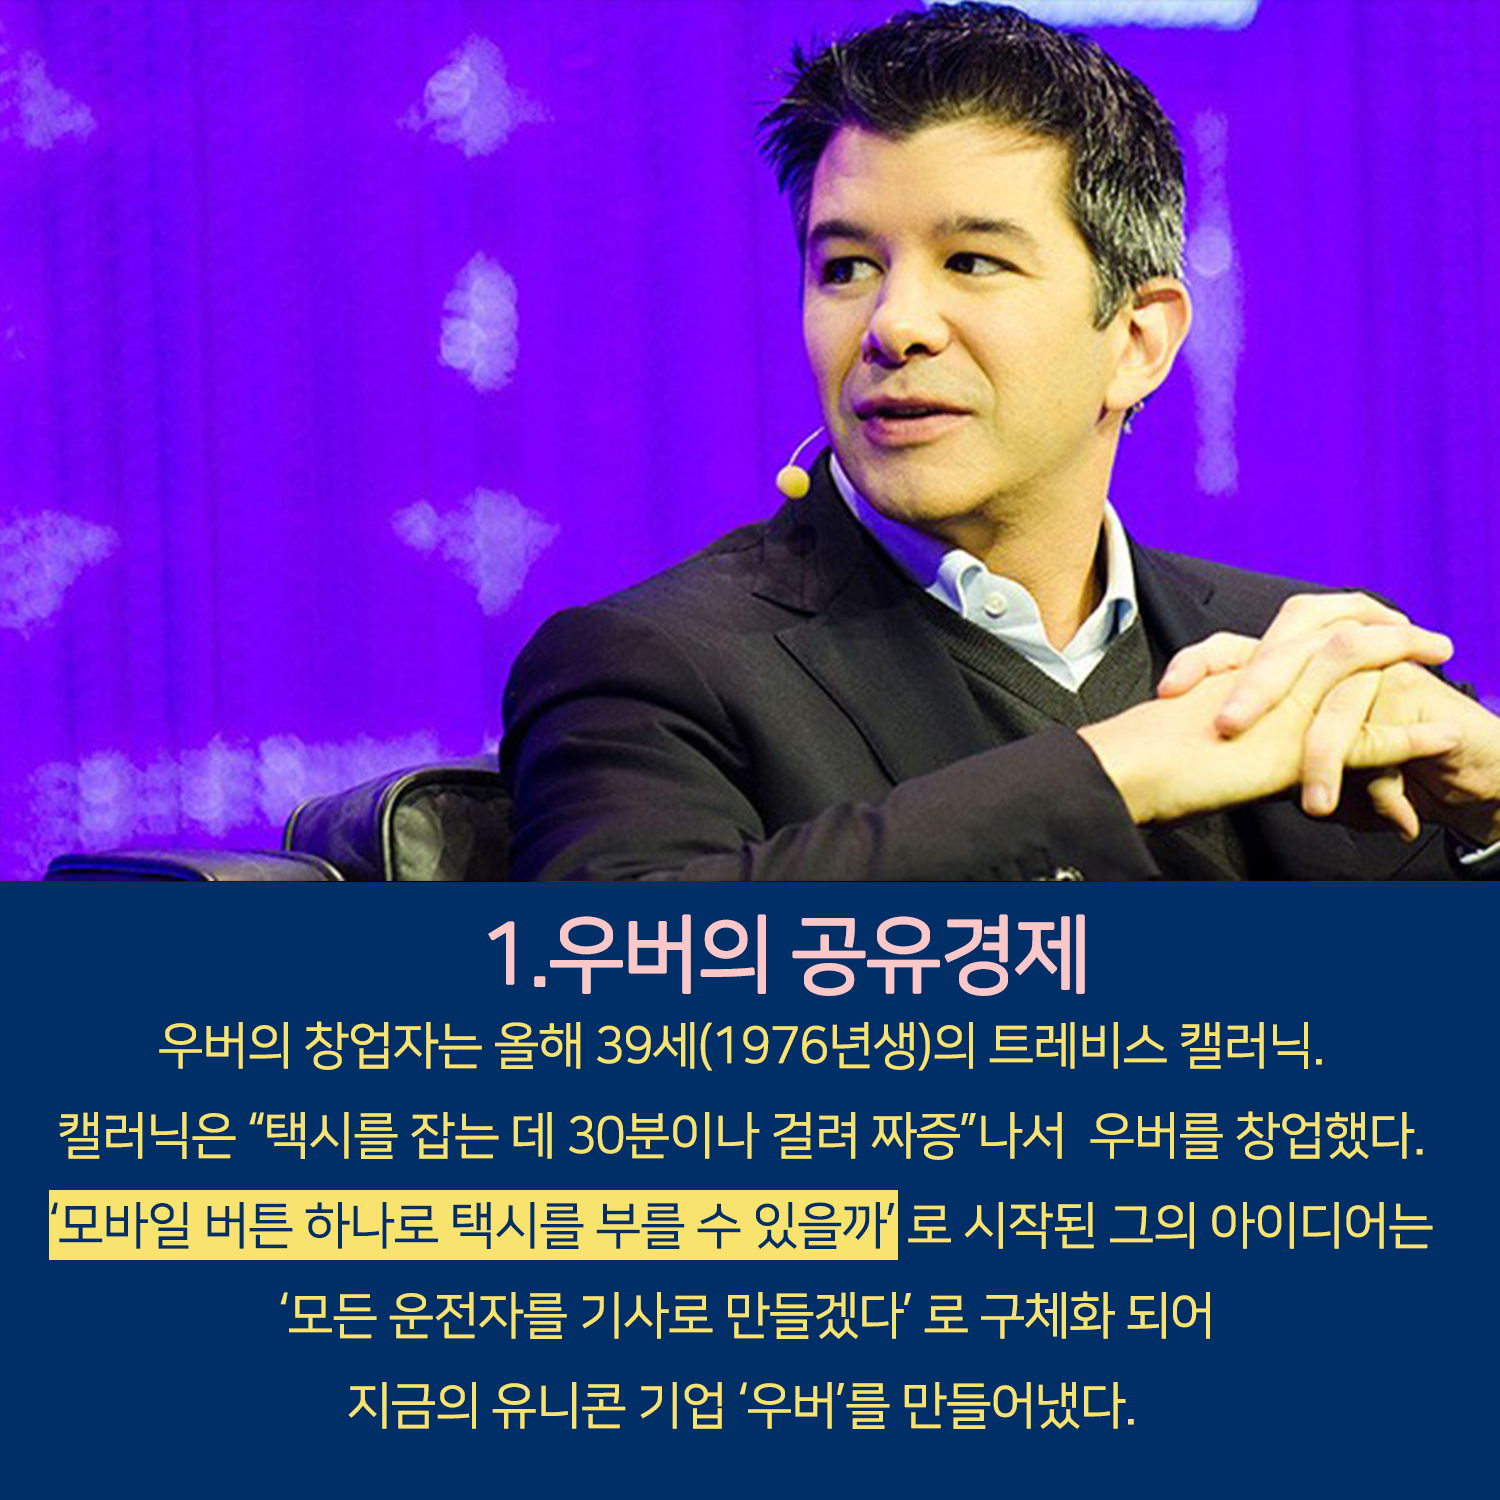 1.우버의 공유경제
우버의 창업자는 올해 39세(1976년생)의 트레비스 캘러닉.
캘러닉은 “택시를 잡는 데 30분이나 걸려 짜증”나서 우버를 창업했다.
‘모바일 버튼 하나로 택시를 부를 수 있을까’ 로 시작된 그의 아이디어는
‘모든 운전자를 기사로 만들겠다’ 로 구체화 되어
지금의 유니콘 기업 ‘우버’를 만들어냈다.